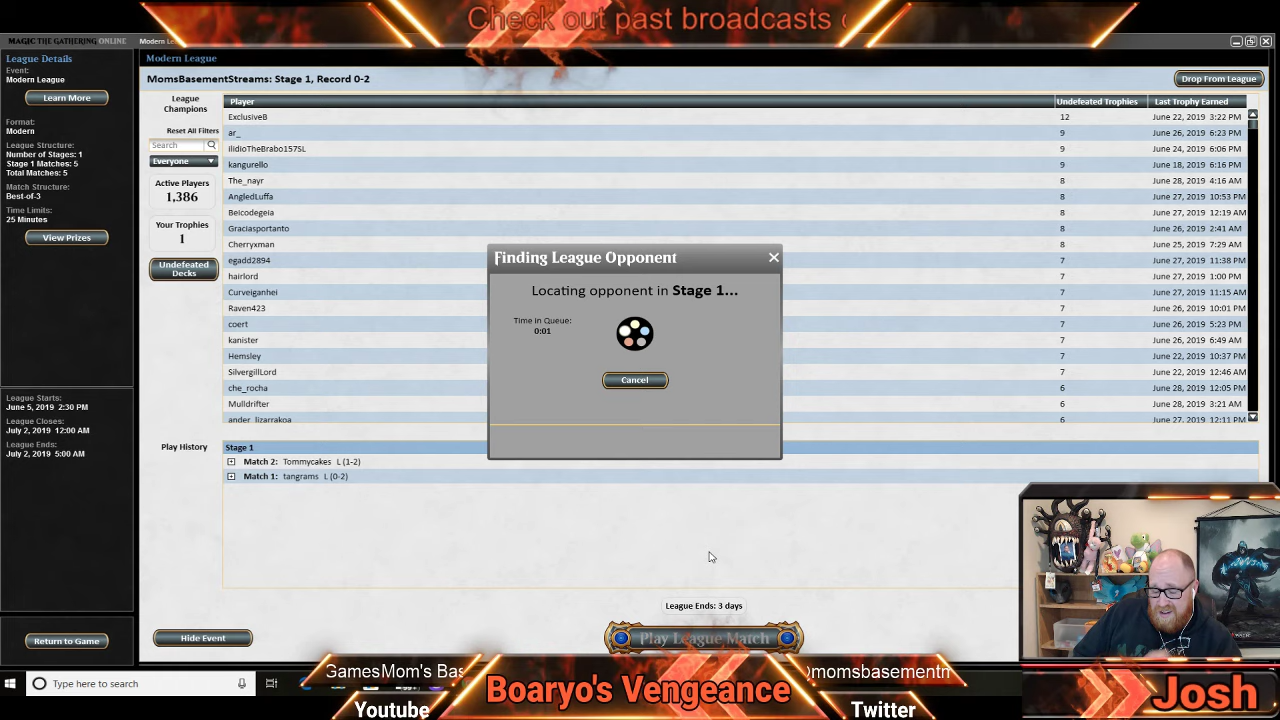 Check out past broadcasts
MAGIC THE GATHERING ONLINE
Modern Le
League Details
Event:
Modern League
Learn More
Format:
Modern
League Structure:
Number of Stages: 1
Stage 1 Matches: 5
Total Matches: 5
Match Structure:
Best-of-3
Time Limits:
25 Minutes
View Prizes
League Starts:
June 5, 2019 2:30 PM
League Closes:
July 2, 2019 12:00 AM
League Ends:
July 2, 2019 5:00 AM
Return to Game
Modern League
MomsBasementStreams: Stage 1, Record 0-2
Drop From League
League
Champions
Reset All Filters
Search
Everyone
Active Players
1,386
Your Trophies
1
Undefeated
Decks
Player Undefeated Trophies Last Trophy Earned
ExclusiveB 12 June 22, 2019 3:22 PM
ar_ 9 June 26, 2019 6:23 PM
ilidioTheBrabo157SL 9 June 24, 2019 6:06 PM
kangurello 9 June 18, 2019 6:16 PM
The_nayr 8 June 28, 2019 4:16 AM
AngledLuffa 8 June 27, 2019 10:53 PM
Beicodegeia 8 June 27, 2019 12:19 AM
Graciasportanto 8 June 26, 2019 2:41 AM
Cherryxman 8 June 25, 2019 7:29 AM
egadd2894 7 June 27, 2019 11:38 PM
hairlord 7 June 27, 2019 1:00 PM
Curveiganhei 7 June 27, 2019 11:15 AM
Raven423 7 June 26, 2019 10:01 PM
coert 7 June 26, 2019 5:23 PM
kanister 7 June 26, 2019 6:49 AM
Hemsley 7 June 22, 2019 10:37 PM
SilvergillLord 7 June 22, 2019 12:46 AM
che_rocha 6 June 28, 2019 12:05 PM
Mulldrifter 6 June 28, 2019 3:21 AM
ander_lizarrakoa 6 June 27, 2019 12:11 PM
Finding League Opponent
Locating opponent in Stage 1...
Time in Queue:
0:01
Cancel
Play History
Stage 1
Match 2: Tommycakes L (1-2)
Match 1: tangrams L (0-2)
League Ends: 3 days
Hide Event
Play League Match
Type here to search
GamesMom's Bas
Boaryo's Vengeance
momsbasementm
Josh
Youtube
Twitter